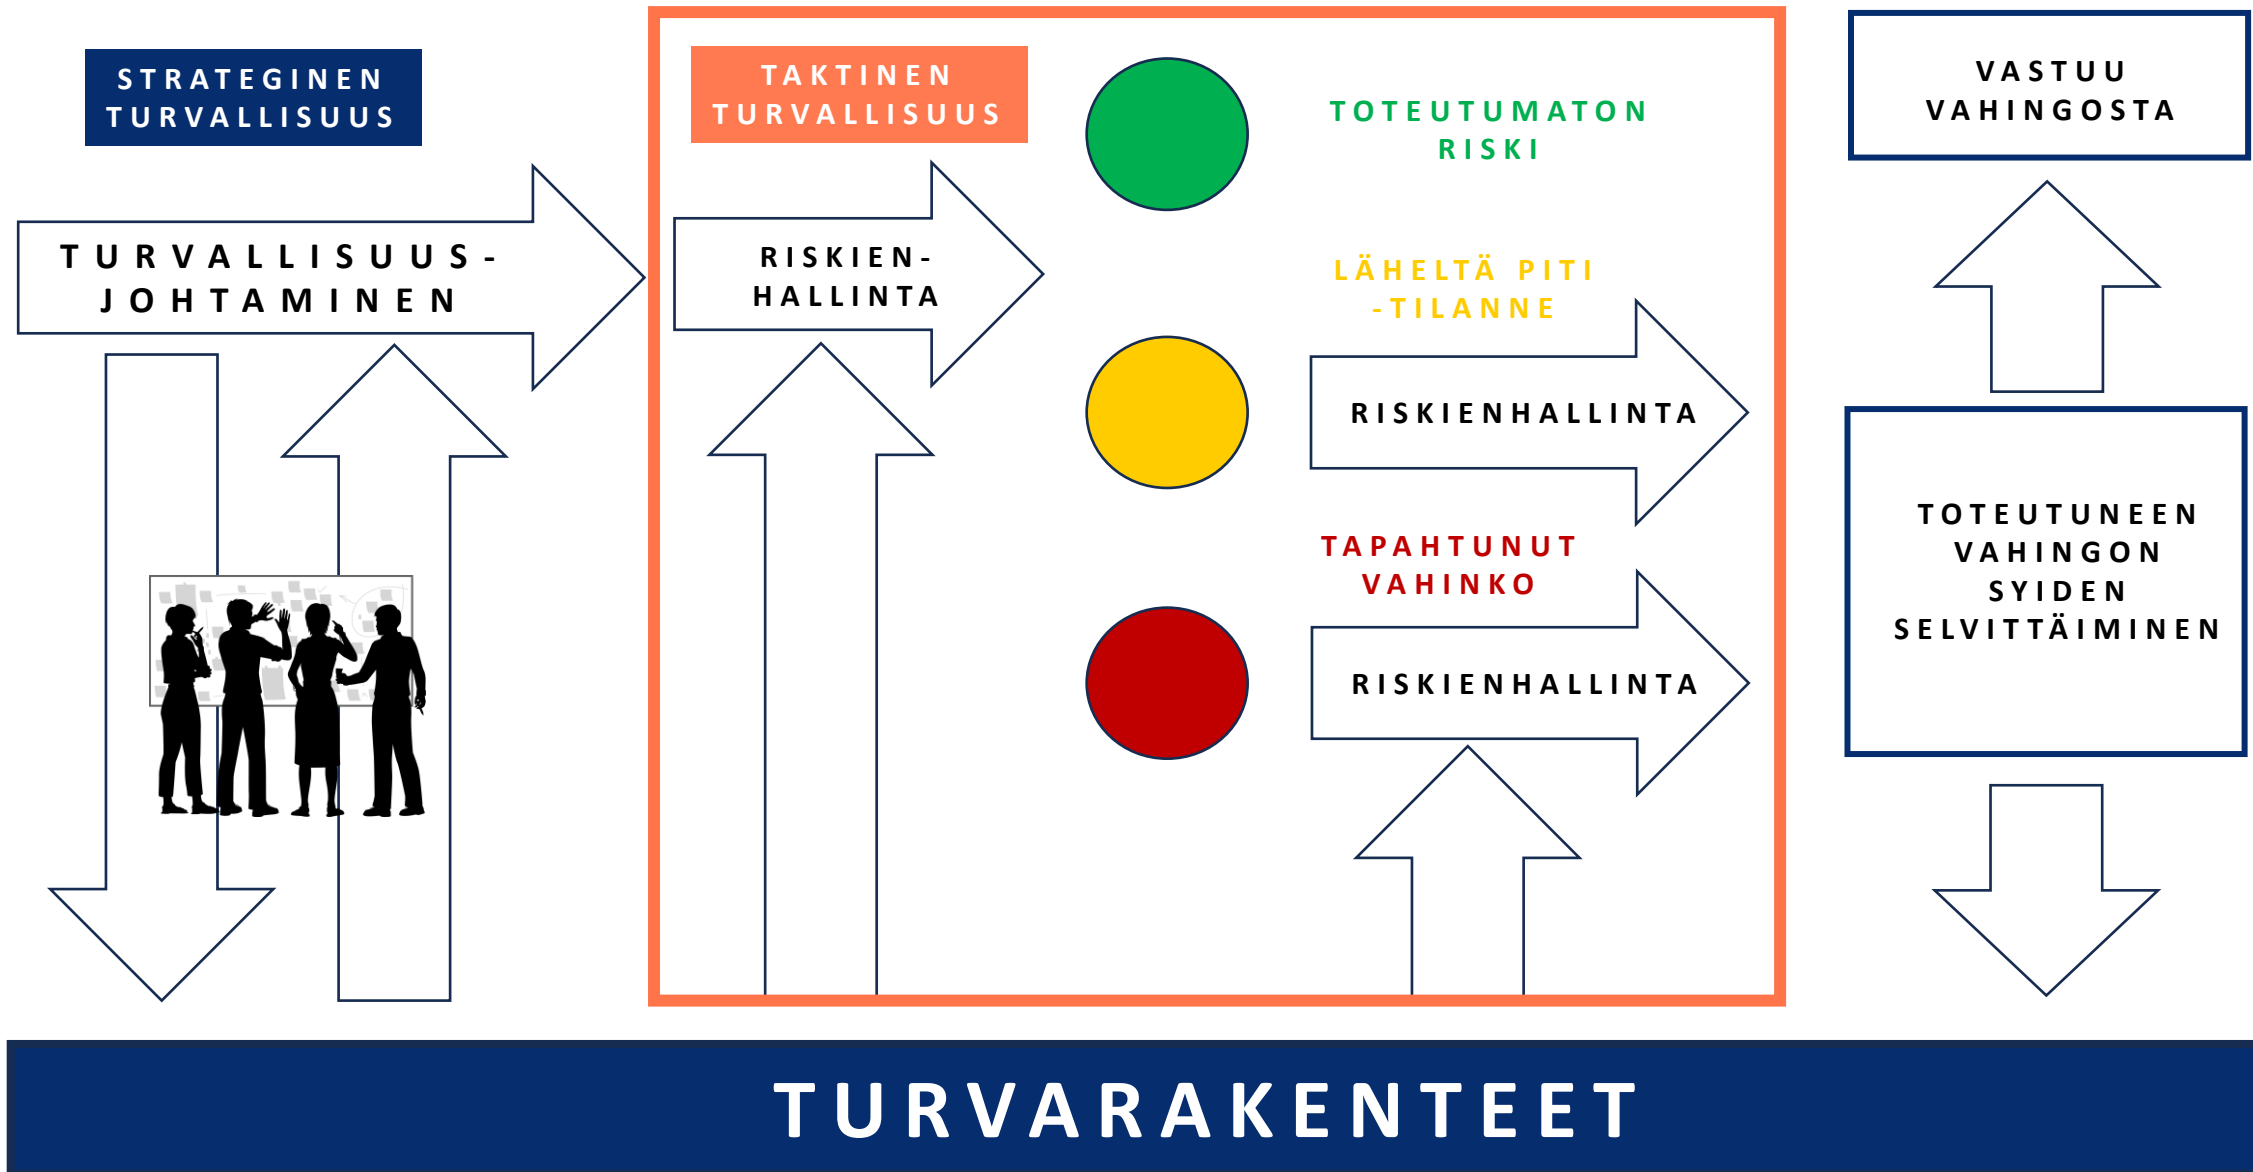 STRATEGINEN
TURVALLISUUS
TURVALLISUUS-
JOHTAMINEN
TAKTINEN
TURVALLISUUS
RISKIEN-
HALLINTA
TOTEUTUMATON
RISKI
LÄHELTÄ PITI
-TILANNE
RISKIENHALLINTA
TAPAHTUNUT
VAHINKO
RISKIENHALLINTA
VASTUU
VAHINGOSTA
TOTEUTUNEEN
VAHINGON
SYIDEN
SELVITTÄIMINEN
TURVARAKENTEET